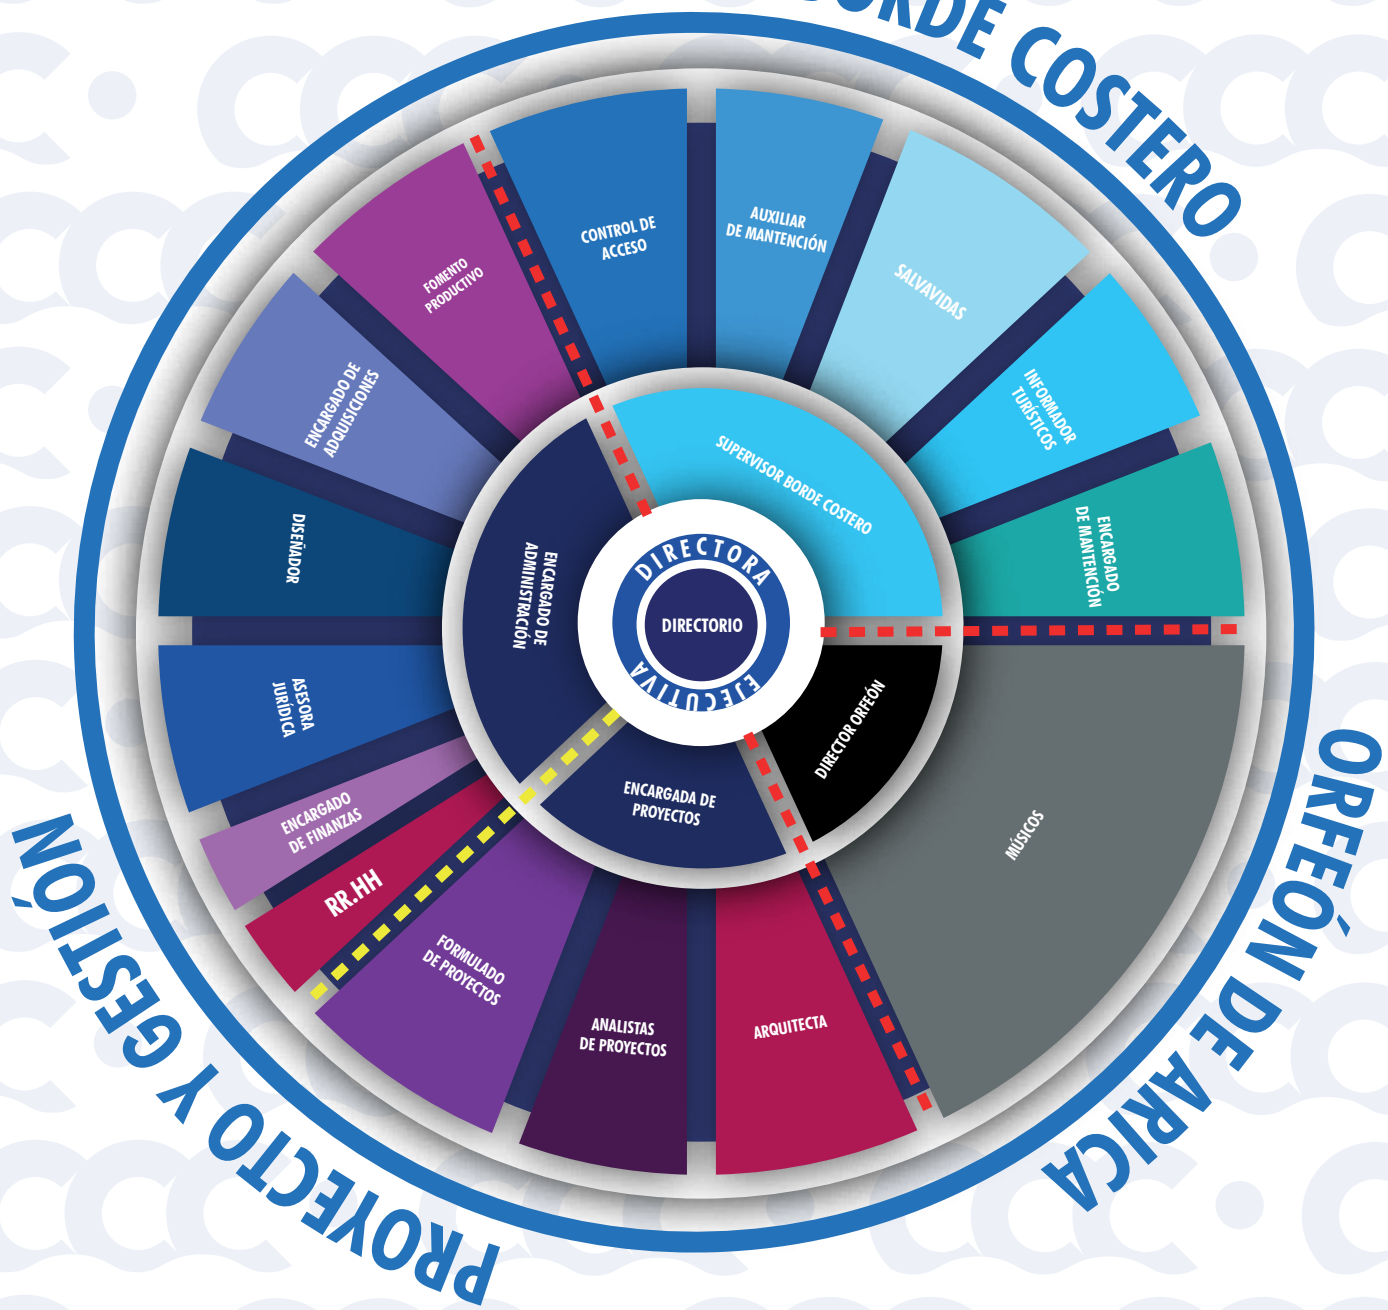 BORDE COSTERO
CONTROL DE
ACCESO
AUXILIAR
DE MANTENCIÓN
SALVAVIDAS
INFORMADOR
TURÍSTICOS
ENCARGADO
DE MANTENCIÓN
SUPERVISOR BORDE COSTERO
FOMENTO
PRODUCTIVO
ENCARGADO DE
ADQUISICIONES
DISEÑADOR
ASESORA
JURÍDICA
ENCARGADO
DE FINANZAS
RR.HH
ENCARGADO DE
ADMINISTRACIÓN
DIRECTORA
DIRECTORIO
EJECUTIVA
DIRECTOR ORFEÓN
MÚSICOS
ENCARGADA DE
PROYECTOS
FORMULADO
DE PROYECTOS
ANALISTAS
DE PROYECTOS
ARQUITECTA
ORFEÓN DE ARICA
PROYECTO Y GESTIÓN